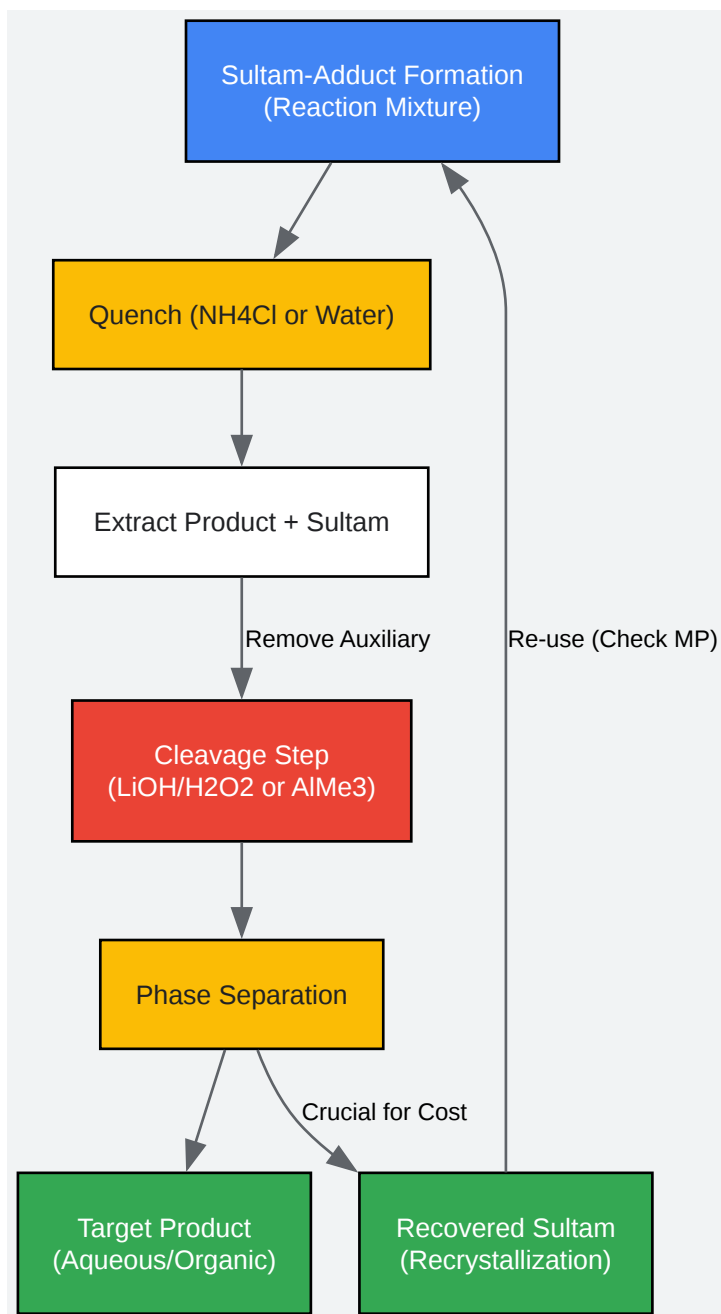 Sultam-Adduct Formation
(Reaction Mixture)
Quench (NH4Cl or Water)
Extract Product + Sultam
Remove Auxiliary
Re-use (Check MP)
Cleavage Step
(LiOH/H2O2 or AlMe3)
Phase Separation
Crucial for Cost
Target Product
(Aqueous/Organic)
Recovered Sultam
(Recrystallization)